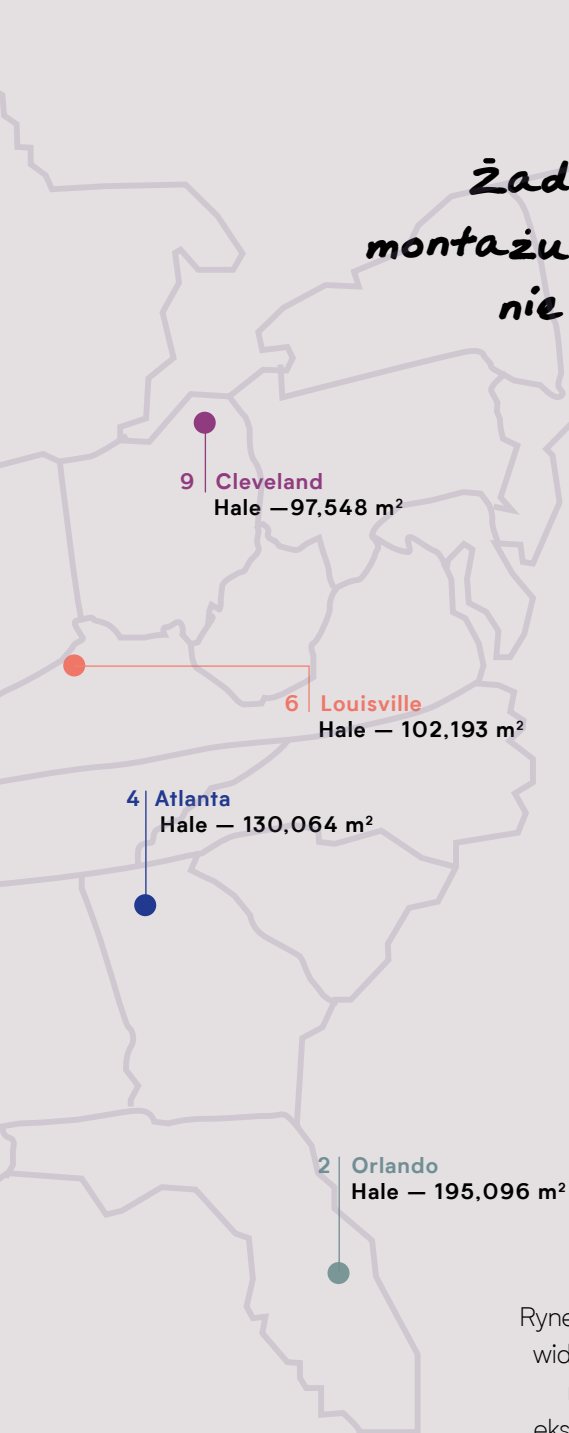 Żad
montażu
nie
9 Cleveland
Hale —97,548 m²
6 Louisville
Hale — 102,193 m²
4 Atlanta
Hale — 130,064 m²
2 Orlando
Hale — 195,096 m²
Ryne
wid
eks